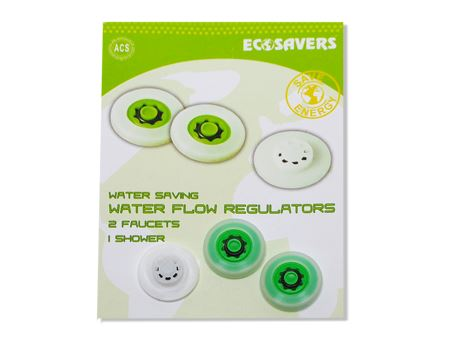 ACS
ECOSAVERS
SAVE
ENERGY
WATER SAVING
WATER FLOW REGULATORS
2 FAUCETS
1 SHOWER